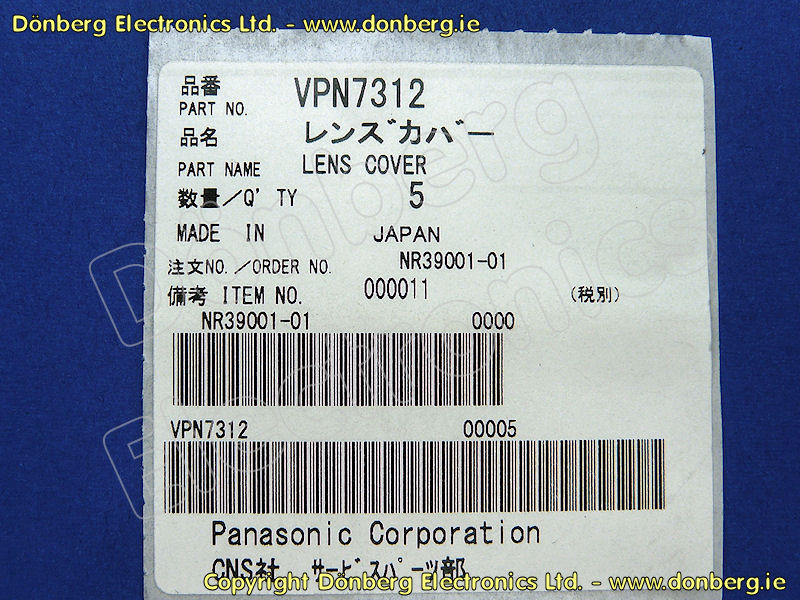 Dönberg Electronics Ltd. - www.donberg.ie
品番
PART NO. VPN7312
品名 レンズカバー
PART NAME LENS COVER
数量/Q'TY 5
MADE IN JAPAN
注文NO./ORDER NO. NR39001-01
備考 ITEM NO. 000011 (税別)
NR39001-01 0000
VPN7312 00005
Panasonic Corporation
CNS社 サービスパーツ部
Copyright Dönberg Electronics Ltd. - www.donberg.ie
Dönberg
Electronics